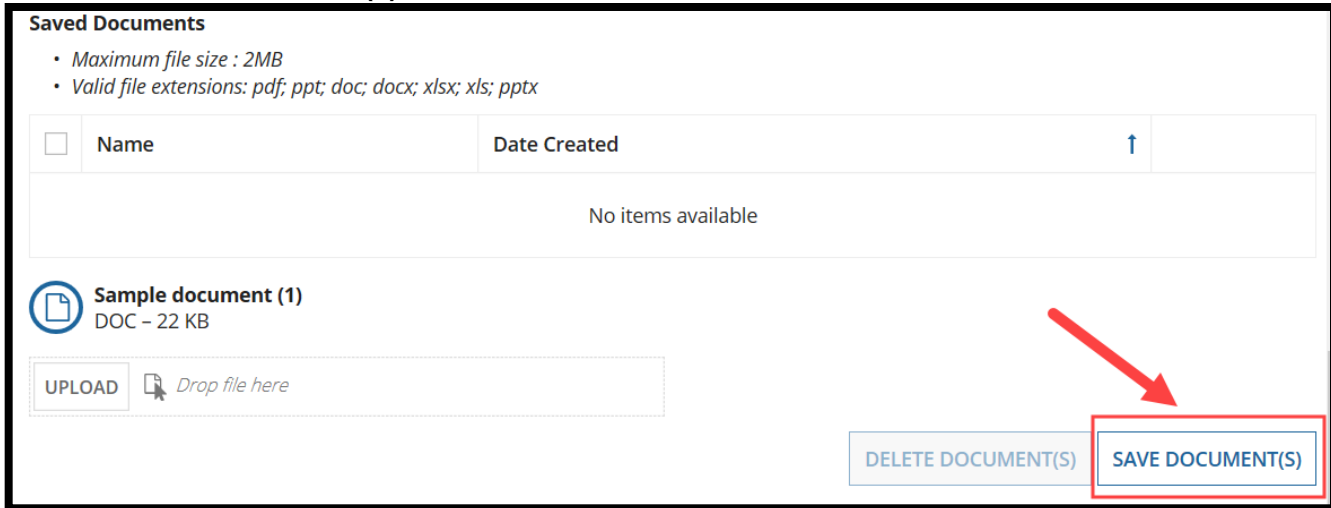 Saved Documents
• Maximum file size : 2MB
• Valid file extensions: pdf; ppt; doc; docx; xlsx; xls; pptx
Name Date Created ↑
No items available
Sample document (1)
DOC – 22 KB
UPLOAD Drop file here
DELETE DOCUMENT(S) SAVE DOCUMENT(S)